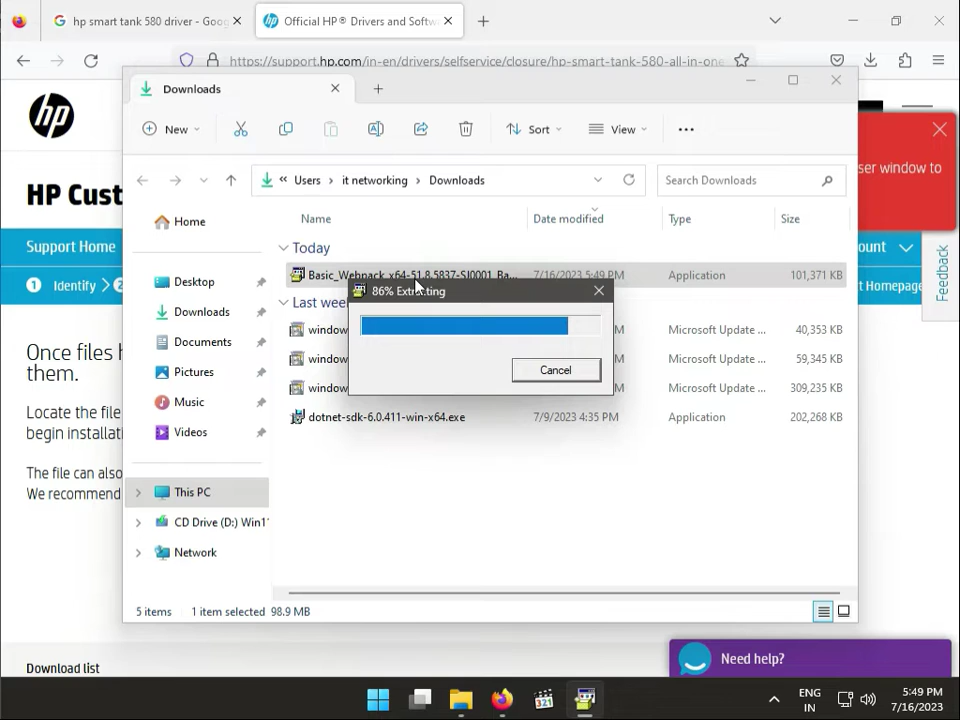 hp smart tank 580 driver - Goo
Official HP® Drivers and Softw
https://support.hp.com/in-en/drivers/selfservice/closure/hp-smart-tank-580-all-in-one-
Downloads
New
Sort
View
Users
it networking
Downloads
Search Downloads
hp
HP Cust
ser window to
Support Home
ount
1 Identify
2
t Homepage
Feedback
Home
Desktop
Downloads
Documents
Pictures
Music
Videos
This PC
CD Drive (D:) Win11
Network
Name
Date modified
Type
Size
Today
Basic_Webpack_x64-51.8.5837-SJ0001_Ba...
7/16/2023 5:49 PM
Application
101,371 KB
Last wee
window
M
Microsoft Update ...
40,353 KB
window
M
Microsoft Update ...
59,345 KB
window
M
Microsoft Update ...
309,235 KB
dotnet-sdk-6.0.411-win-x64.exe
7/9/2023 4:35 PM
Application
202,268 KB
86% Extracting
Cancel
Once files h
them.
Locate the file
begin installati
The file can also
We recommend
5 items
1 item selected 98.9 MB
Download list
Need help?
321
ENG
IN
5:49 PM
7/16/2023